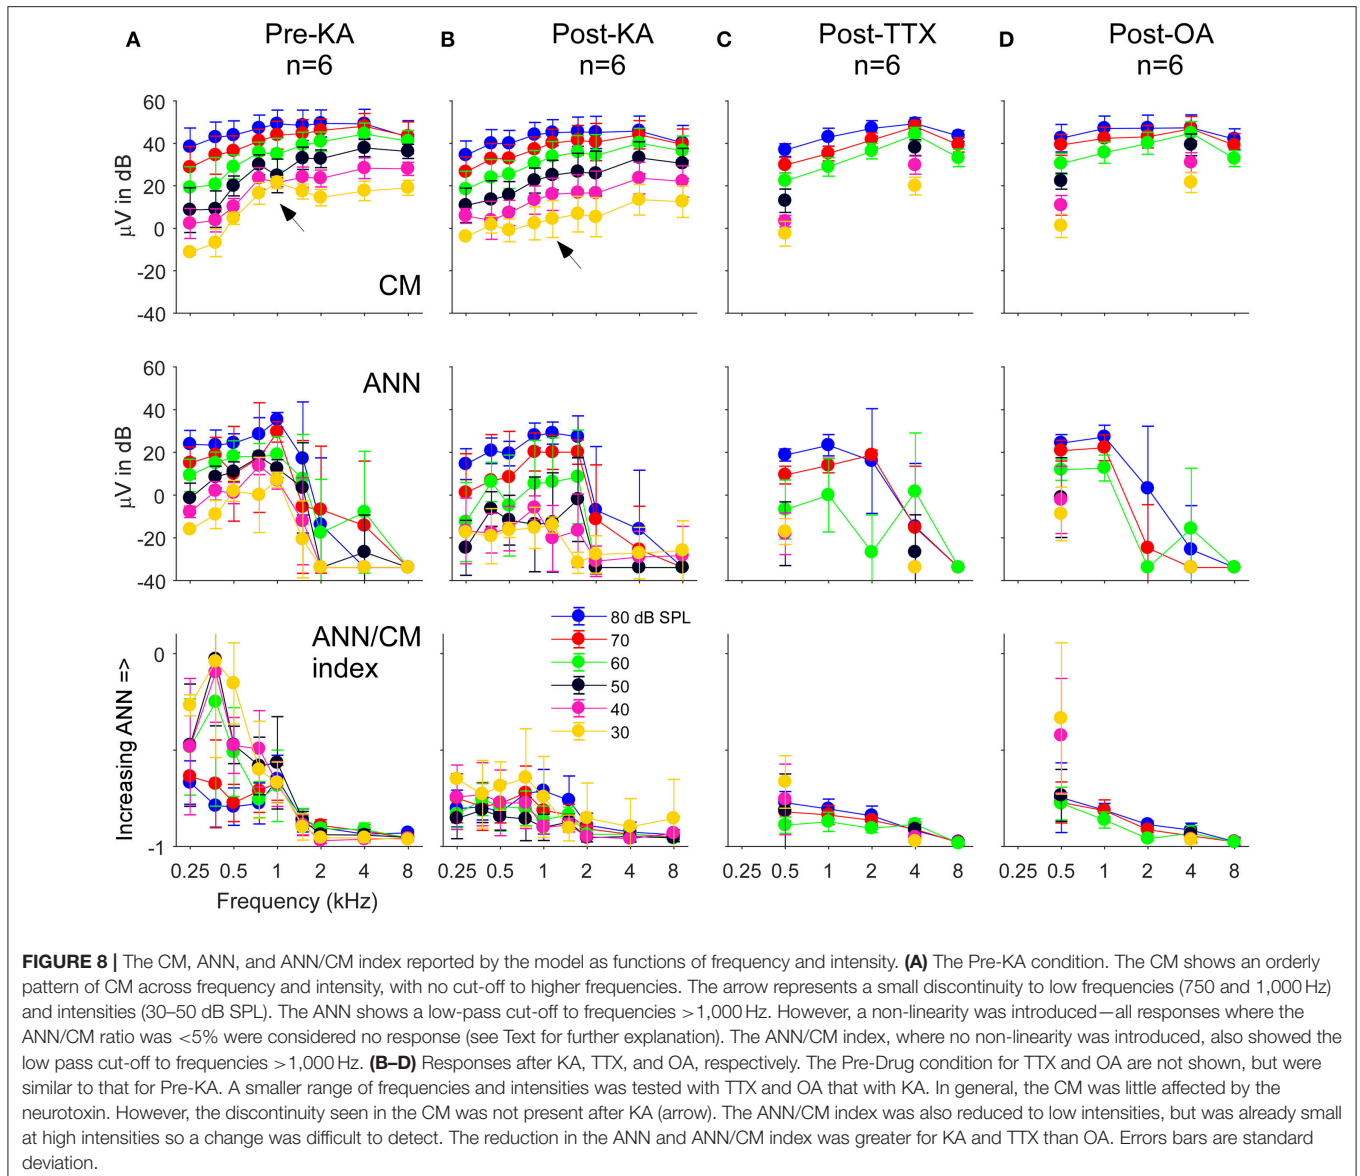 A Pre-KA n=6
B Post-KA n=6
C Post-TTX n=6
D Post-OA n=6
60
40
20
0
-20
-40
µV in dB
CM
60
40
20
0
-20
-40
µV in dB
ANN
0
-1
Increasing ANN =>
ANN/CM
index
80 dB SPL
70
60
50
40
30
0.25 0.5 1 2 4 8
0.25 0.5 1 2 4 8
0.25 0.5 1 2 4 8
0.25 0.5 1 2 4 8
Frequency (kHz)
FIGURE 8 | The CM, ANN, and ANN/CM index reported by the model as functions of frequency and intensity. (A) The Pre-KA condition. The CM shows an orderly
pattern of CM across frequency and intensity, with no cut-off to higher frequencies. The arrow represents a small discontinuity to low frequencies (750 and 1,000 Hz)
and intensities (30–50 dB SPL). The ANN shows a low-pass cut-off to frequencies >1,000 Hz. However, a non-linearity was introduced—all responses where the
ANN/CM ratio was <5% were considered no response (see Text for further explanation). The ANN/CM index, where no non-linearity was introduced, also showed the
low pass cut-off to frequencies >1,000 Hz. (B–D) Responses after KA, TTX, and OA, respectively. The Pre-Drug condition for TTX and OA are not shown, but were
similar to that for Pre-KA. A smaller range of frequencies and intensities was tested with TTX and OA that with KA. In general, the CM was little affected by the
neurotoxin. However, the discontinuity seen in the CM was not present after KA (arrow). The ANN/CM index was also reduced to low intensities, but was already small
at high intensities so a change was difficult to detect. The reduction in the ANN and ANN/CM index was greater for KA and TTX than OA. Errors bars are standard
deviation.